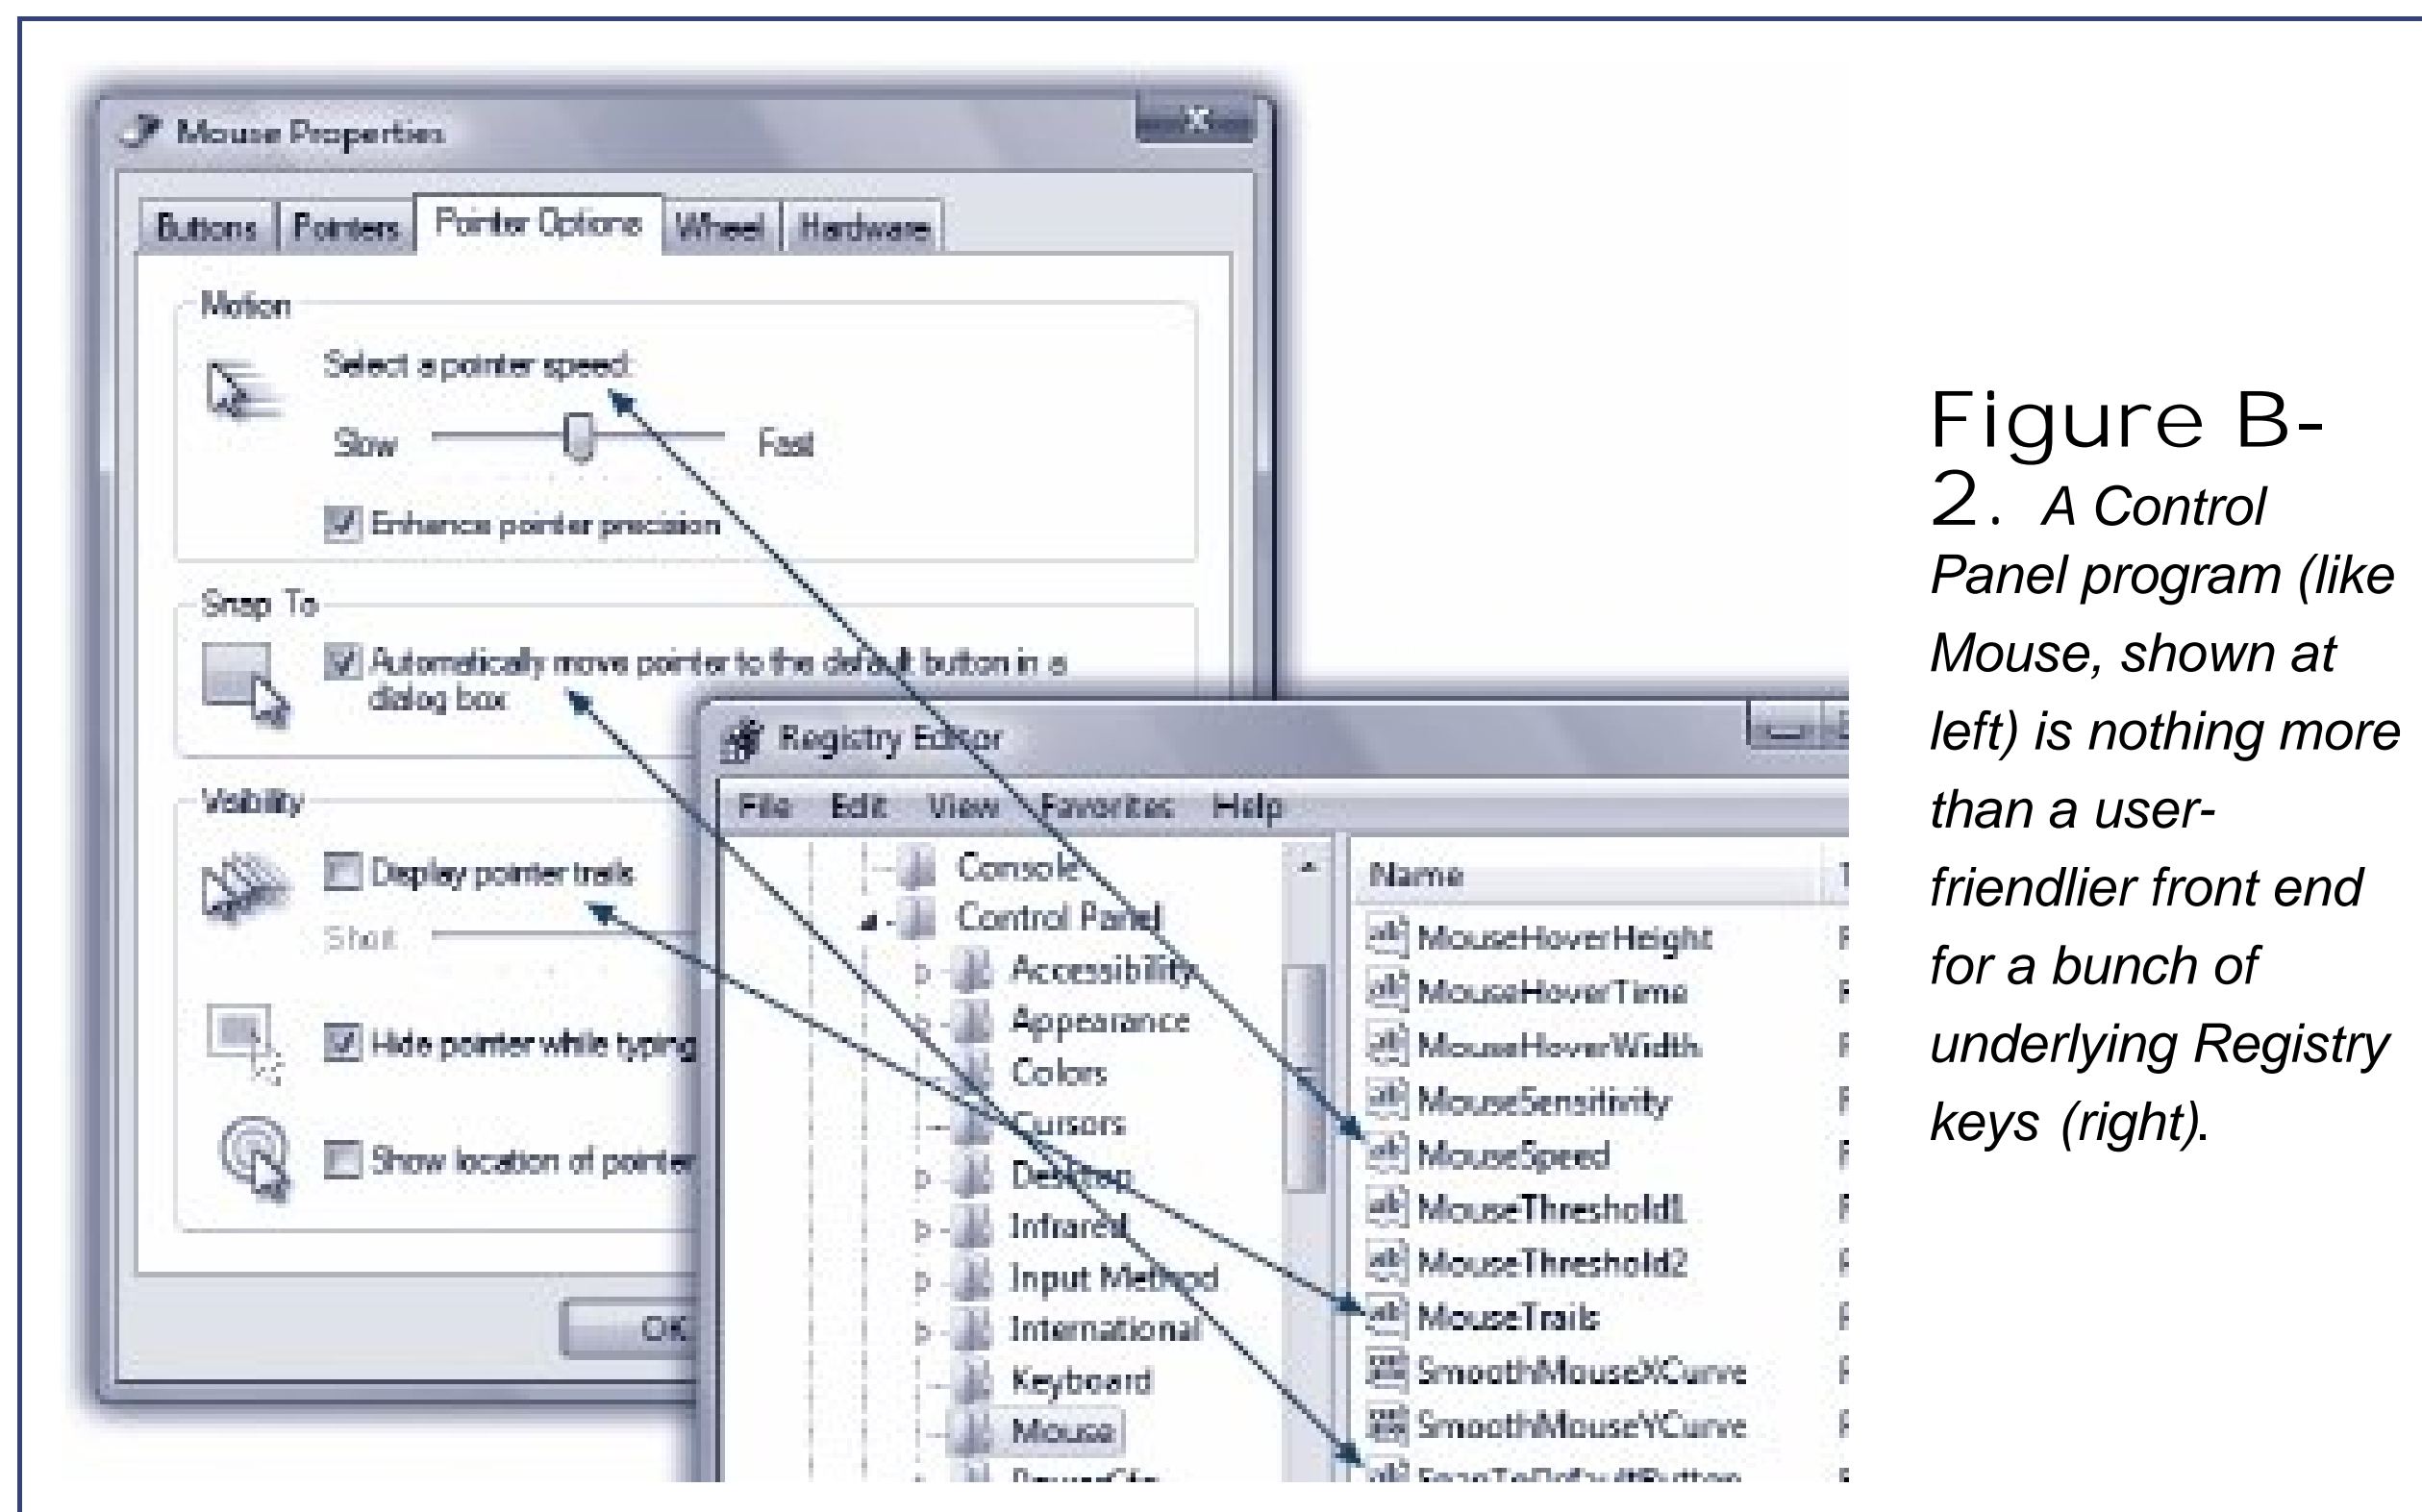 Mouse Properties
Buttons Pointers Pointer Options Wheel Hardware
Motion
Select a pointer speed:
Slow Fast
Enhance pointer precision
Snap To
Automatically move pointer to the default button in a
dialog box
Visibility
Display pointer trails
Short
Hide pointer while typing
Show location of pointer
OK
Registry Editor
File Edit View Favorites Help
Console
Control Panel
Accessibility
Appearance
Colors
Cursors
Desktop
Infrared
Input Method
International
Keyboard
Mouse
Name
MouseHoverHeight
MouseHoverTime
MouseHoverWidth
MouseSensitivity
MouseSpeed
MouseThreshold1
MouseThreshold2
MouseTrails
SmoothMouseXCurve
SmoothMouseYCurve
SnapToDefaultButton
Figure B-
2. A Control
Panel program (like
Mouse, shown at
left) is nothing more
than a user-
friendlier front end
for a bunch of
underlying Registry
keys (right).